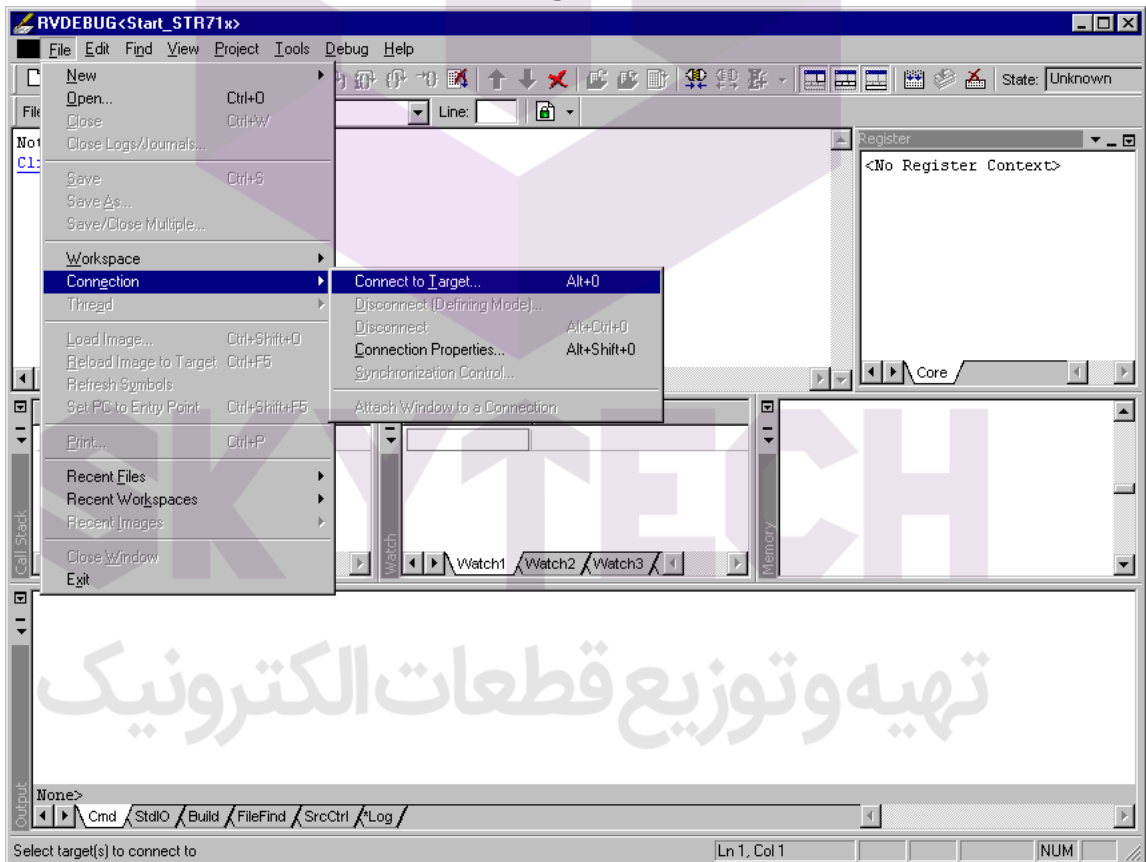 RVDEBUG<Start_STR71x>
File Edit Find View Project Tools Debug Help
State: Unknown
File
Line:
New
Open... Ctrl+O
Close Ctrl+W
Close Logs/Journals...
Save Ctrl+S
Save As...
Save/Close Multiple...
Workspace
Connection
Thread
Load Image... Ctrl+Shift+O
Reload Image to Target Ctrl+F5
Refresh Symbols
Set PC to Entry Point Ctrl+Shift+F5
Print... Ctrl+P
Recent Files
Recent Workspaces
Recent Images
Close Window
Exit
Connect to Target... Alt+0
Disconnect (Defining Mode)...
Disconnect Alt+Ctrl+0
Connection Properties... Alt+Shift+0
Synchronization Control...
Attach Window to a Connection
Register
<No Register Context>
Core
Call Stack
Watch
Watch1 Watch2 Watch3
Memory
SKYTECH
تهیه و توزیع قطعات الکترونیک
Output
None>
Cmd StdIO Build FileFind SrcCtrl *Log
Select target(s) to connect to
Ln 1, Col 1
NUM